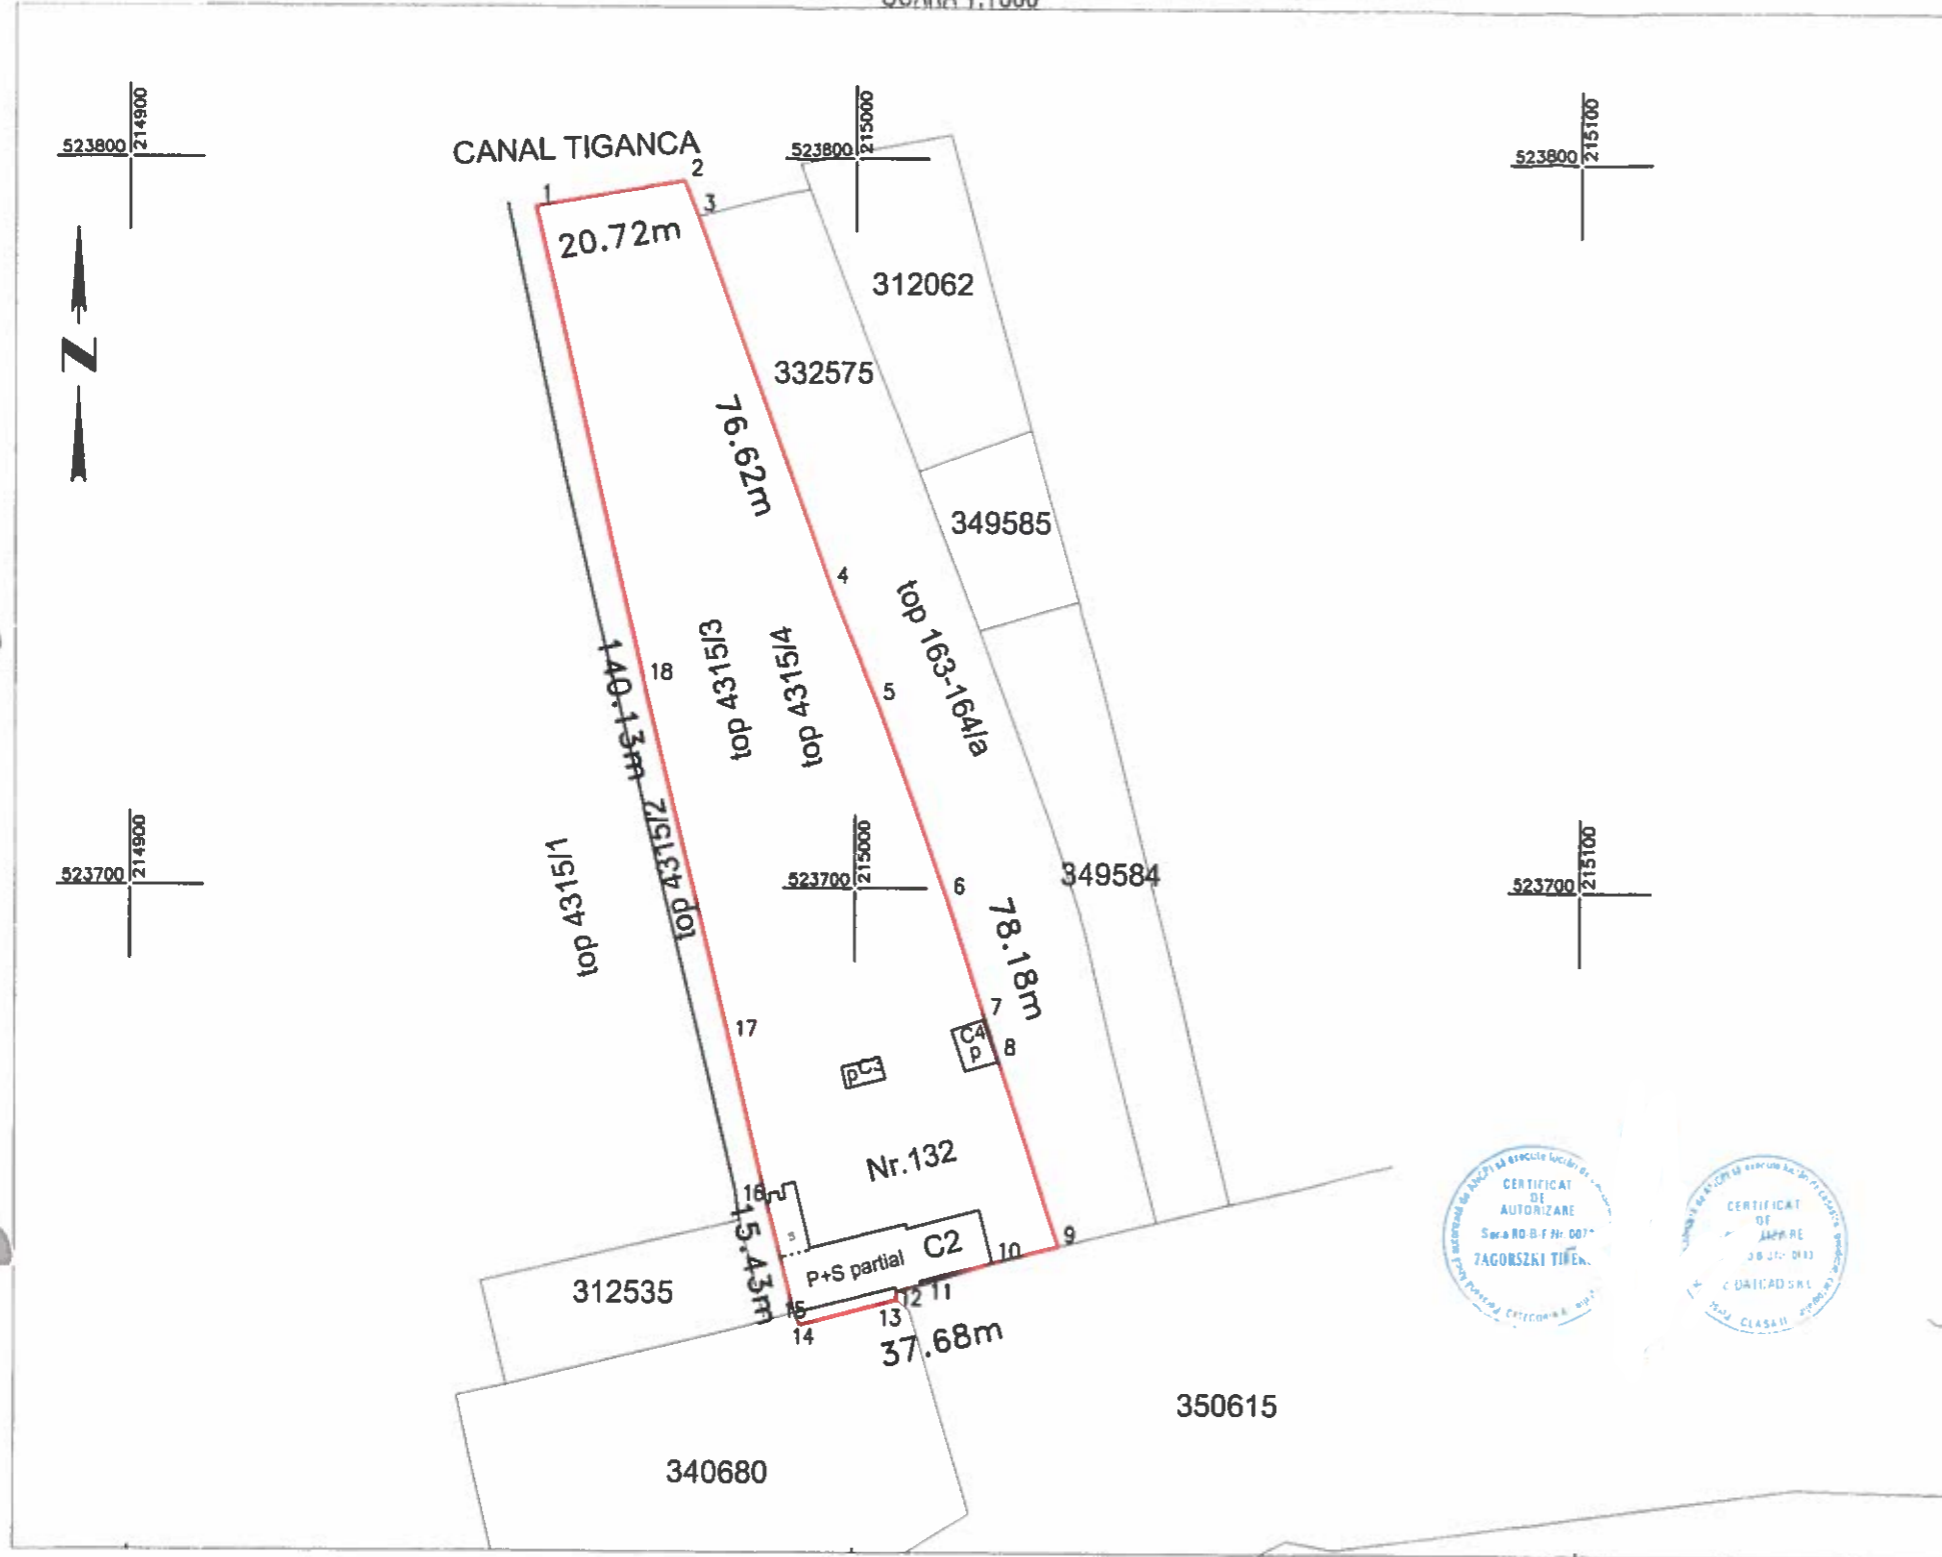 523800
214900
CANAL TIGANCA
523800
215000
523800
215100
1
2
3
20.72m
312062
N
332575
76.62m
349585
4
top 163-164/a
top 4315/3
top 4315/4
18
140.13m
5
top 4315/2
top 4315/1
523700
214900
523700
215000
523700
215100
6
349584
78.18m
7
C4
p
8
17
pC3
Nr.132
16
15.43m
s
C2
P+S partial
9
10
11
12
13
15
14
37.68m
312535
350615
340680
CERTIFICAT
DE
AUTORIZARE
ZAGORSZKI
CERTIFICAT
DE
CLASA II